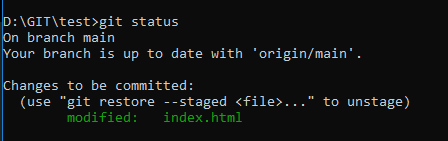 D:\GIT\test>git status
On branch main
Your branch is up to date with 'origin/main'.
Changes to be committed:
(use "git restore --staged <file>..." to unstage)
modified: index.html